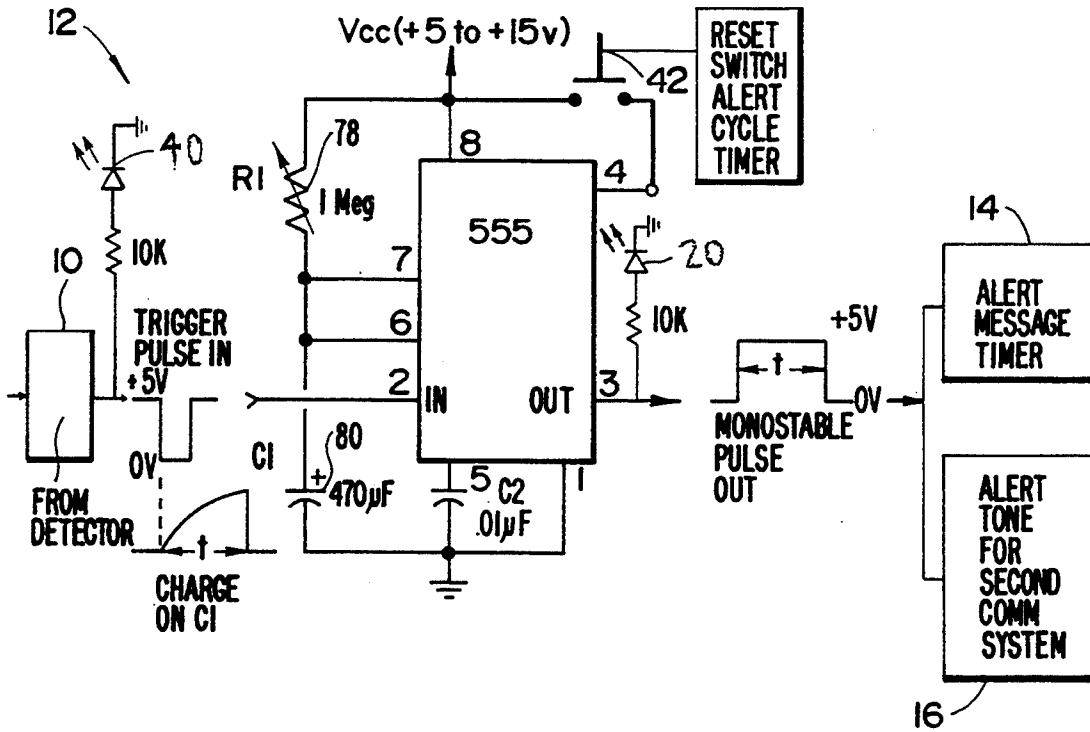 12
Vcc(+5 to +15v)
42
RESET
SWITCH
ALERT
CYCLE
TIMER
40
78
8
R1
1 Meg
4
555
14
10
10K
7
20
ALERT
MESSAGE
TIMER
TRIGGER
PULSE IN
6
10K
+5V
+5V
2
IN
OUT
3
t
0V
MONOSTABLE
PULSE
OUT
0V
C1
80
+
470µF
5
C2
.01µF
1
FROM
DETECTOR
t
CHARGE
ON C1
ALERT
TONE
FOR
SECOND
COMM
SYSTEM
16